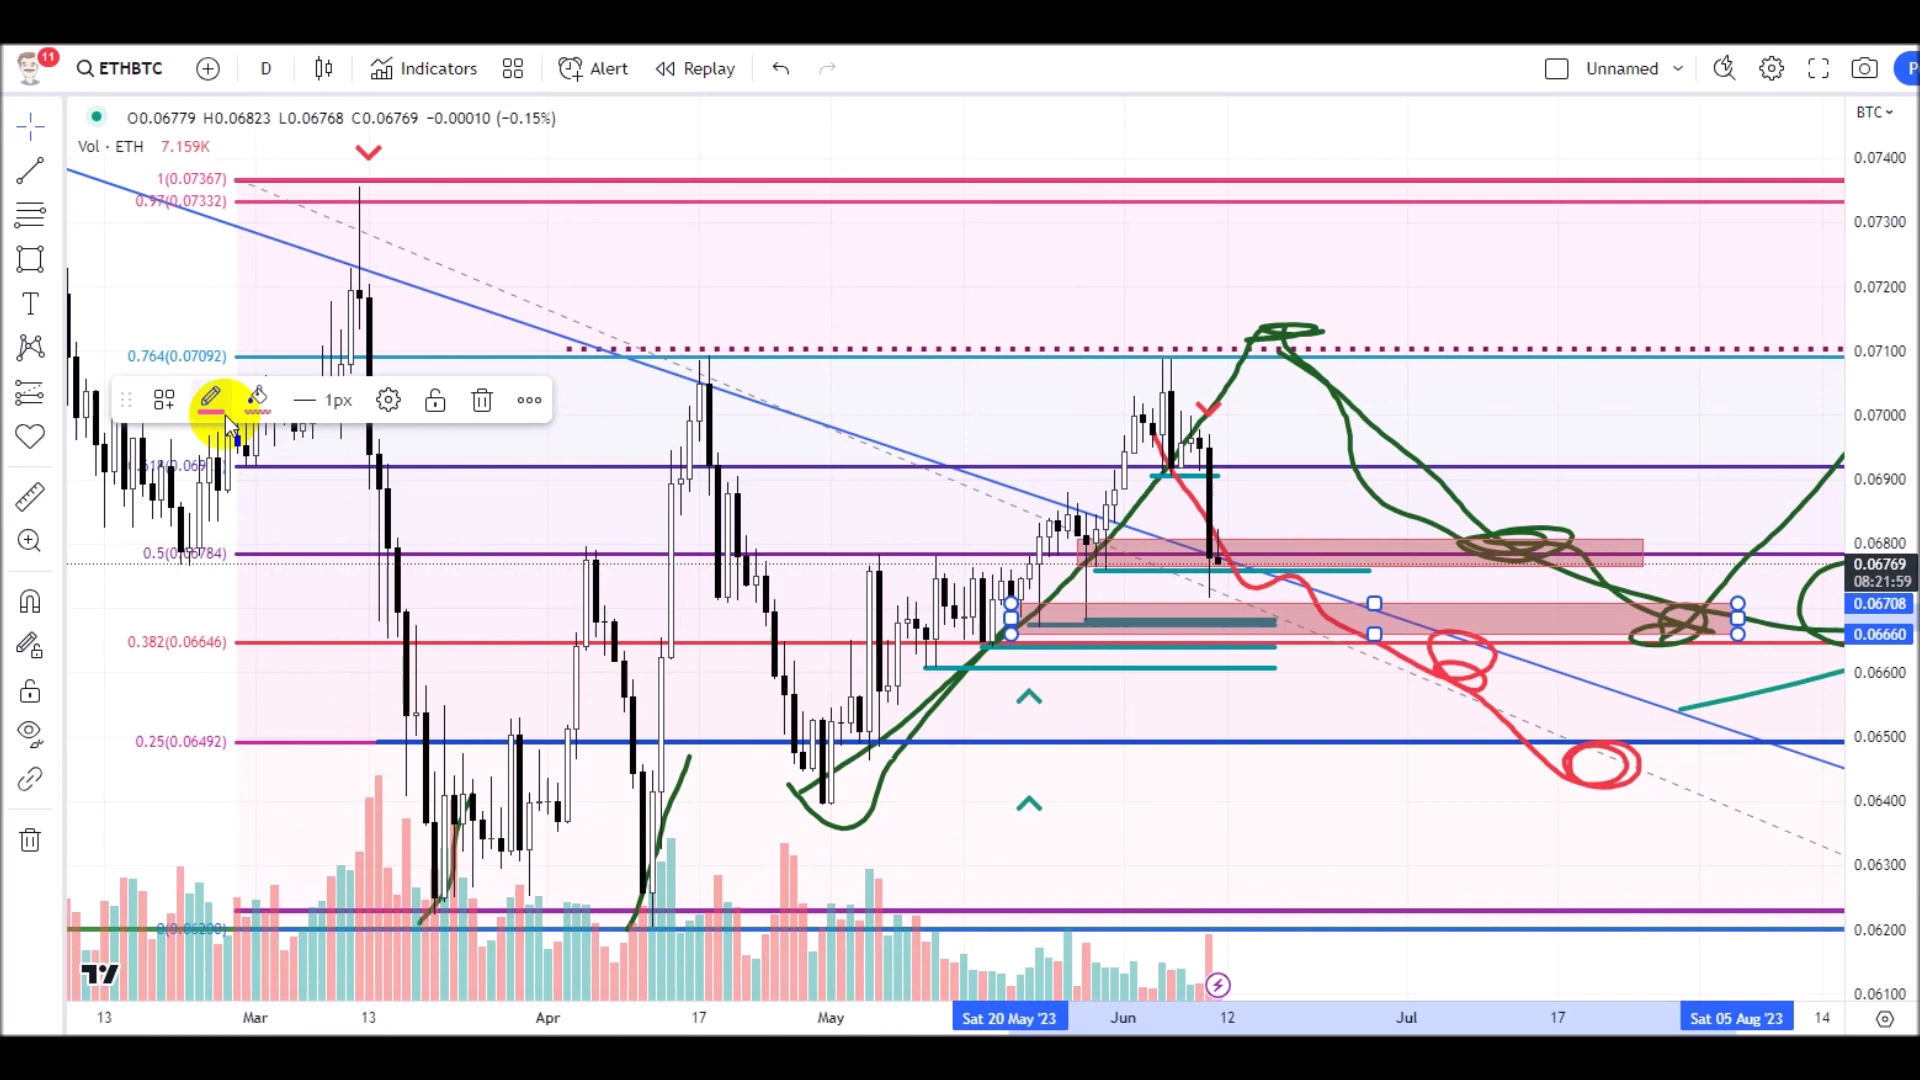 11
ETHBTC
D
Indicators
Alert
Replay
Unnamed
P
O0.06779 H0.06823 L0.06768 C0.06769 −0.00010 (−0.15%)
BTC
Vol · ETH 7.159K
0.07400
1(0.07367)
0.97(0.07332)
0.07300
0.07200
0.764(0.07092)
0.07100
1px
0.07000
0.06900
0.06800
0.5(0.06784)
0.06769
08:21:59
0.06708
0.06660
0.382(0.06646)
0.06600
0.25(0.06492)
0.06500
0.06400
0.06300
0.06200
0.06100
13
Mar
13
Apr
17
May
Sat 20 May '23
Jun
12
Jul
17
Sat 05 Aug '23
14